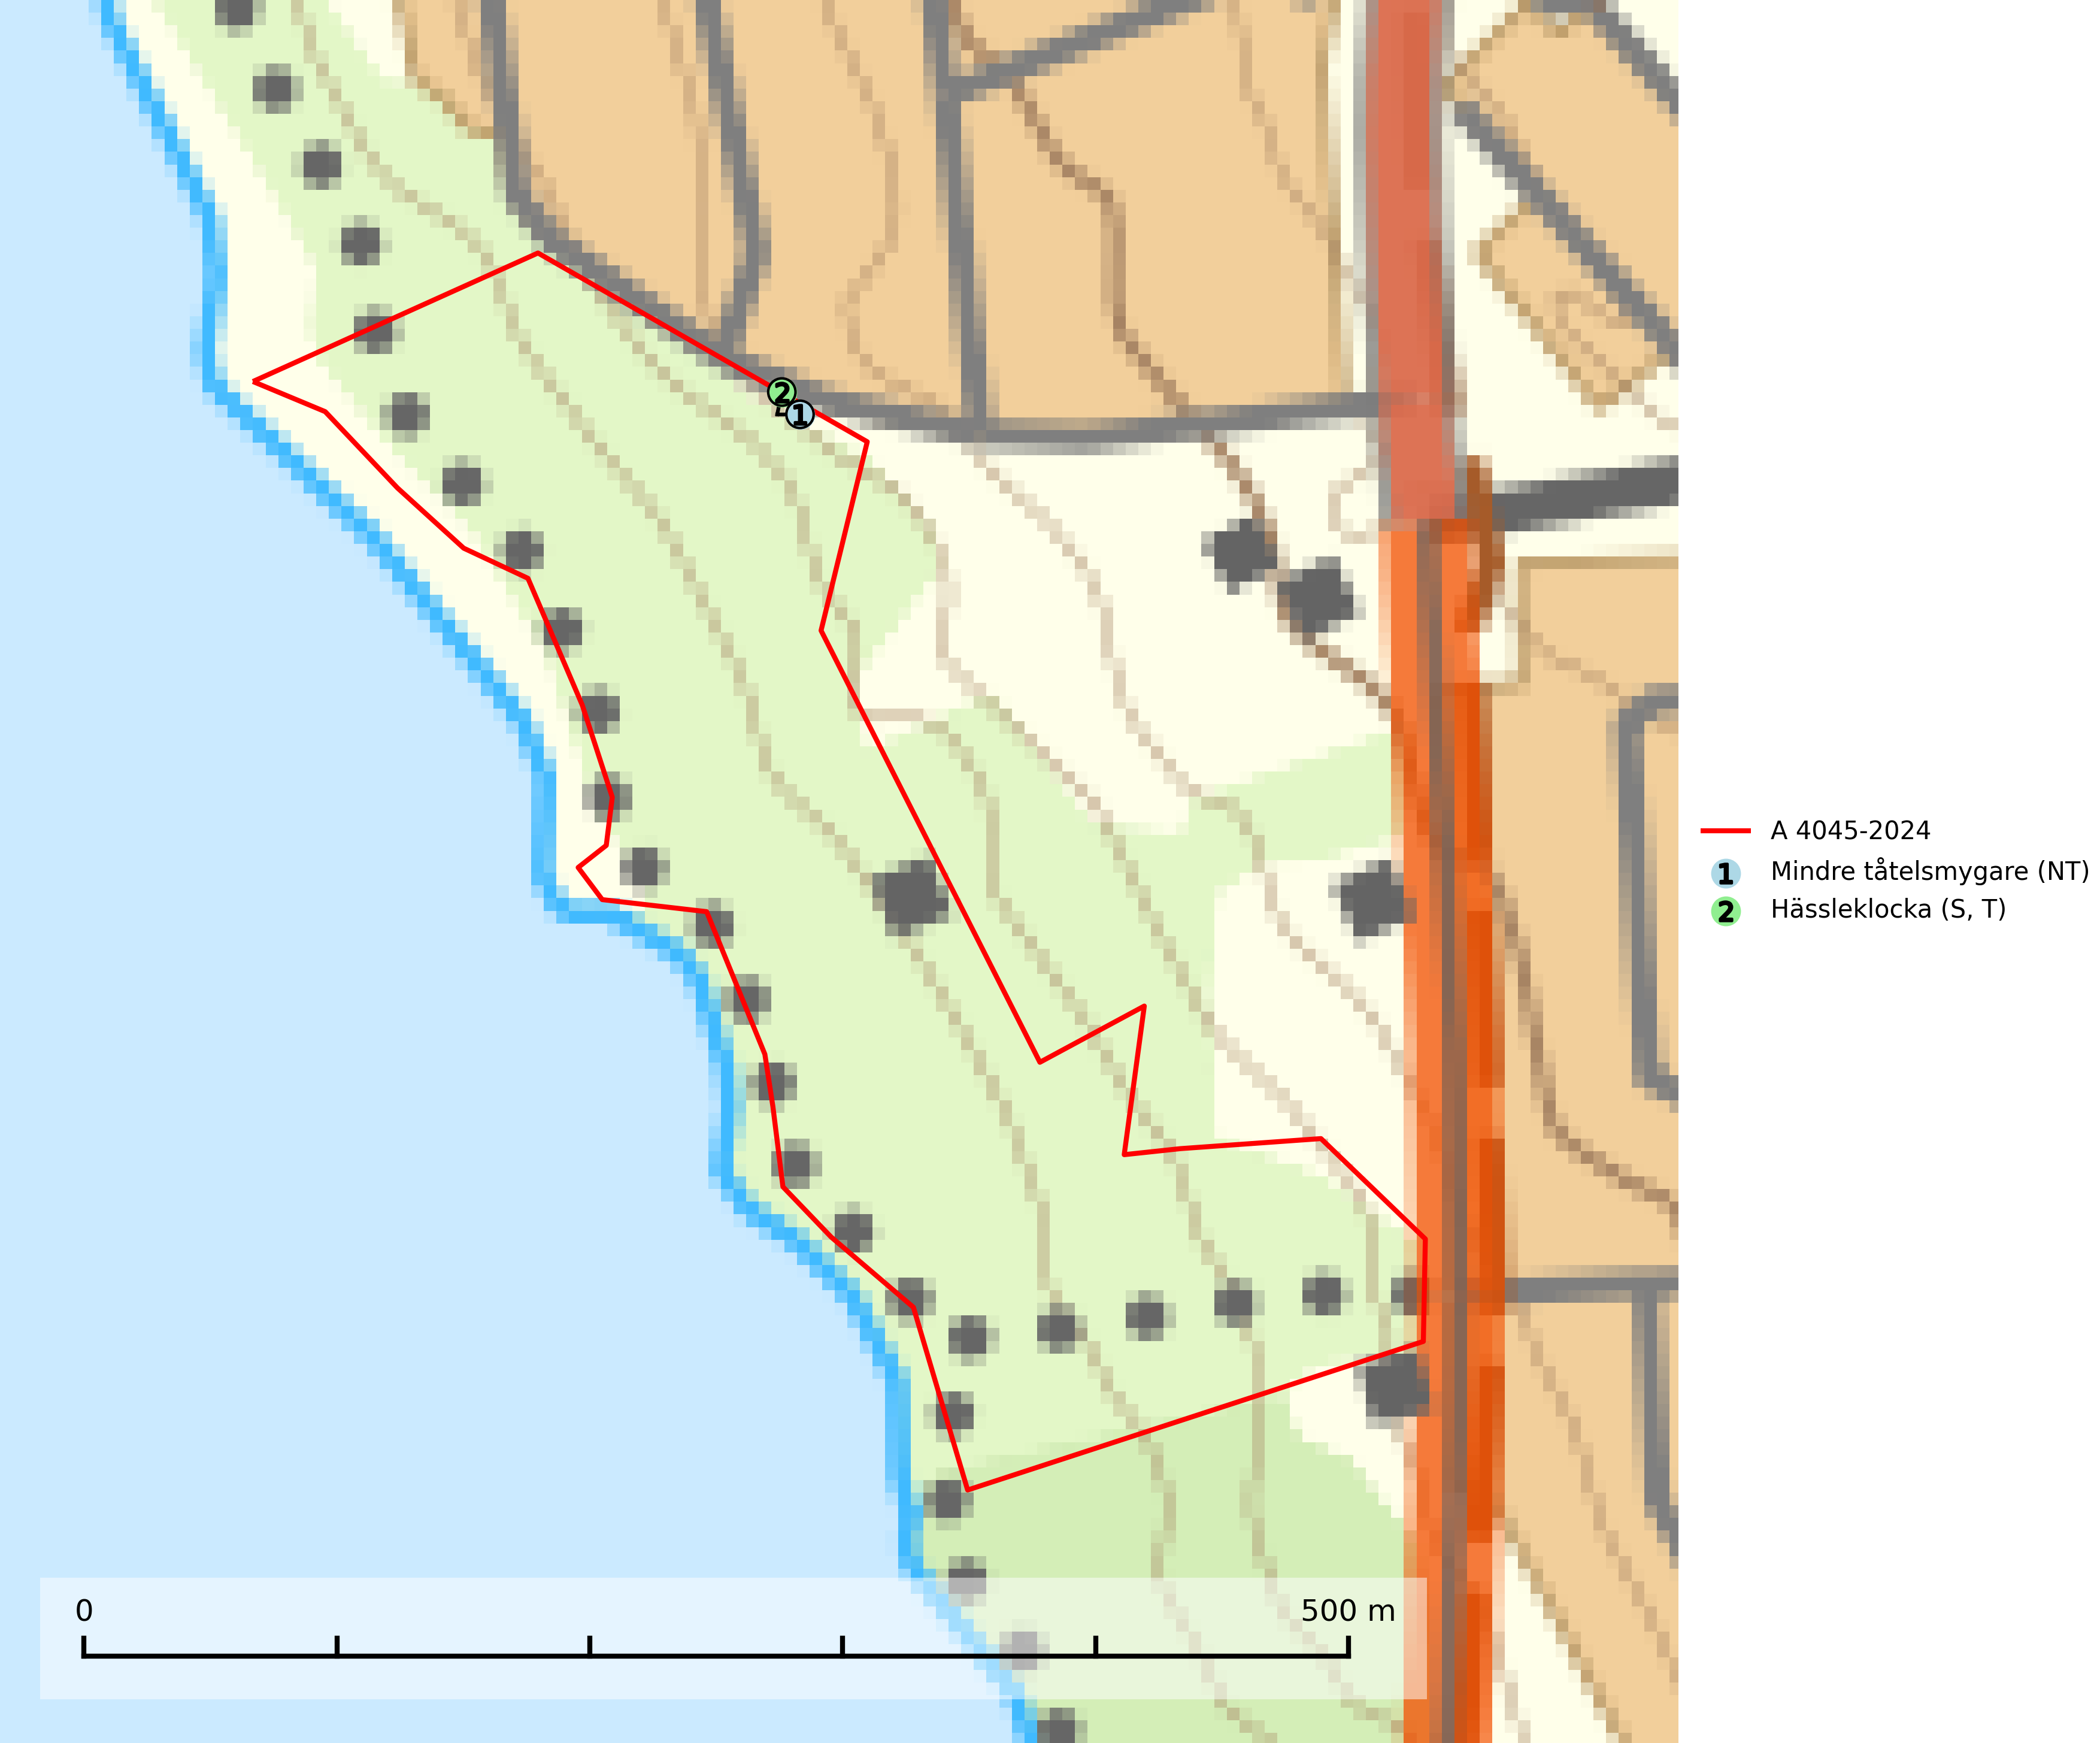 2
1
A 4045-2024
1 Mindre tåtelsmygare (NT)
2 Hässleklocka (S, T)
0 500 m